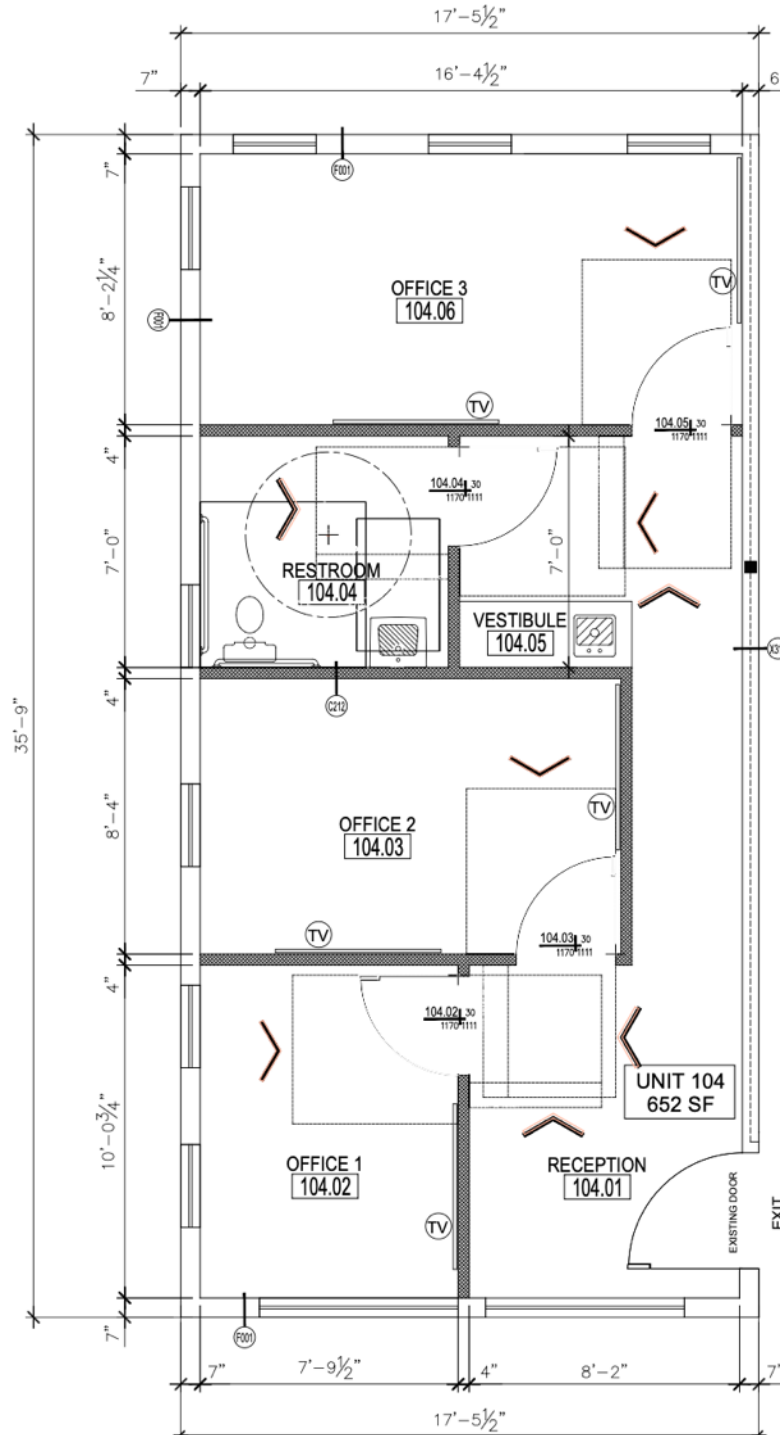 17'-5½"
7"
16'-4½"
6
F001
7"
8'-2¼"
OFFICE 3
104.06
TV
F001
TV
104.05 30
1170 1111
4"
104.04 30
1170 1111
7'-0"
7'-0"
RESTROOM
104.04
VESTIBULE
104.05
4"
C212
35'-9"
8'-4"
OFFICE 2
104.03
TV
TV
104.03 30
1170 1111
4"
104.02 30
1170 1111
UNIT 104
652 SF
10'-0¾"
OFFICE 1
104.02
RECEPTION
104.01
TV
EXISTING DOOR
EXIT
7"
F001
7"
7'-9½"
4"
8'-2"
7"
17'-5½"